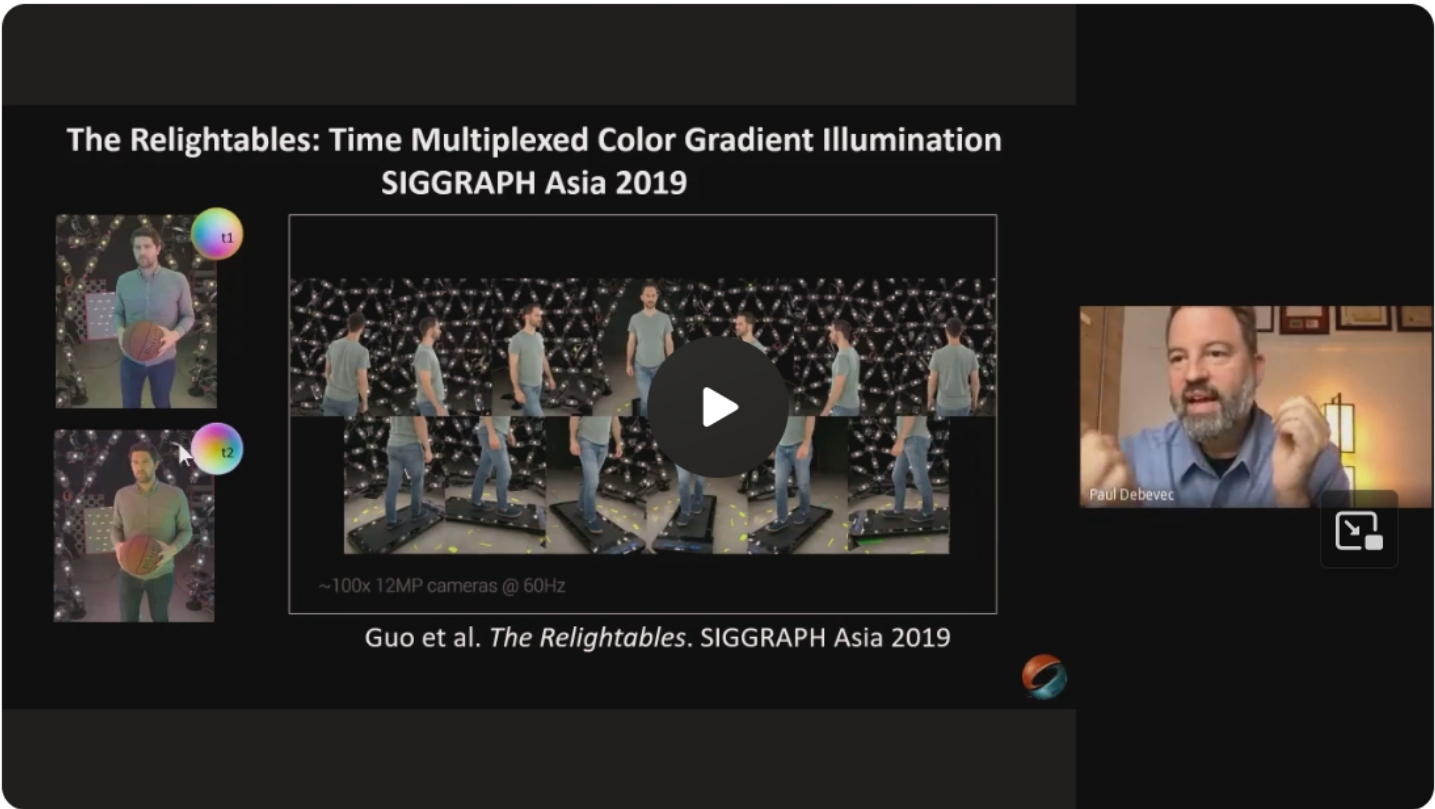 The Relightables: Time Multiplexed Color Gradient Illumination
SIGGRAPH Asia 2019
t1
t2
~100x 12MP cameras @ 60Hz
Guo et al. The Relightables. SIGGRAPH Asia 2019
Paul Debevec